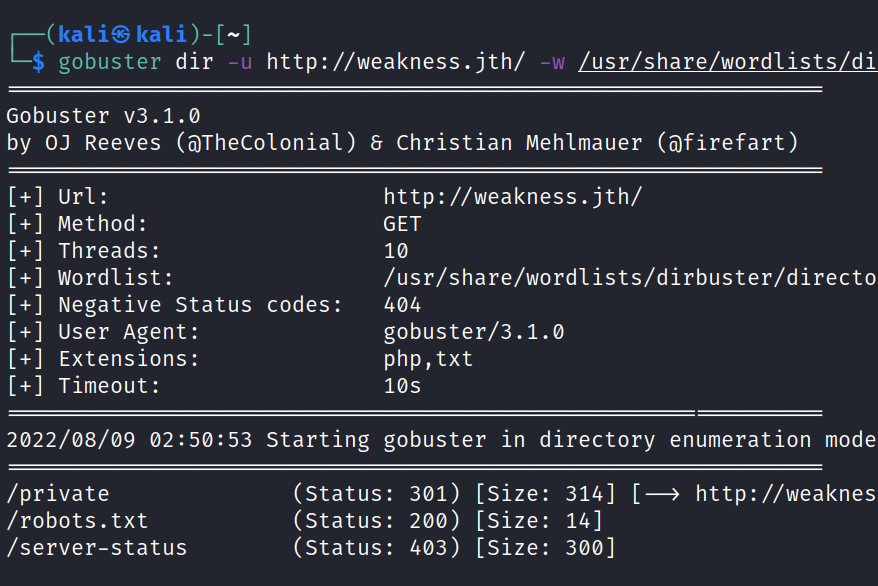 ┌──(kali㉿kali)-[~]
└─$ gobuster dir -u http://weakness.jth/ -w /usr/share/wordlists/di
===============================================================
Gobuster v3.1.0
by OJ Reeves (@TheColonial) & Christian Mehlmauer (@firefart)
===============================================================
[+] Url:                     http://weakness.jth/
[+] Method:                  GET
[+] Threads:                 10
[+] Wordlist:                /usr/share/wordlists/dirbuster/directo
[+] Negative Status codes:   404
[+] User Agent:              gobuster/3.1.0
[+] Extensions:              php,txt
[+] Timeout:                 10s
===============================================================
2022/08/09 02:50:53 Starting gobuster in directory enumeration mode
===============================================================
/private              (Status: 301) [Size: 314] [--> http://weaknes
/robots.txt           (Status: 200) [Size: 14]
/server-status        (Status: 403) [Size: 300]